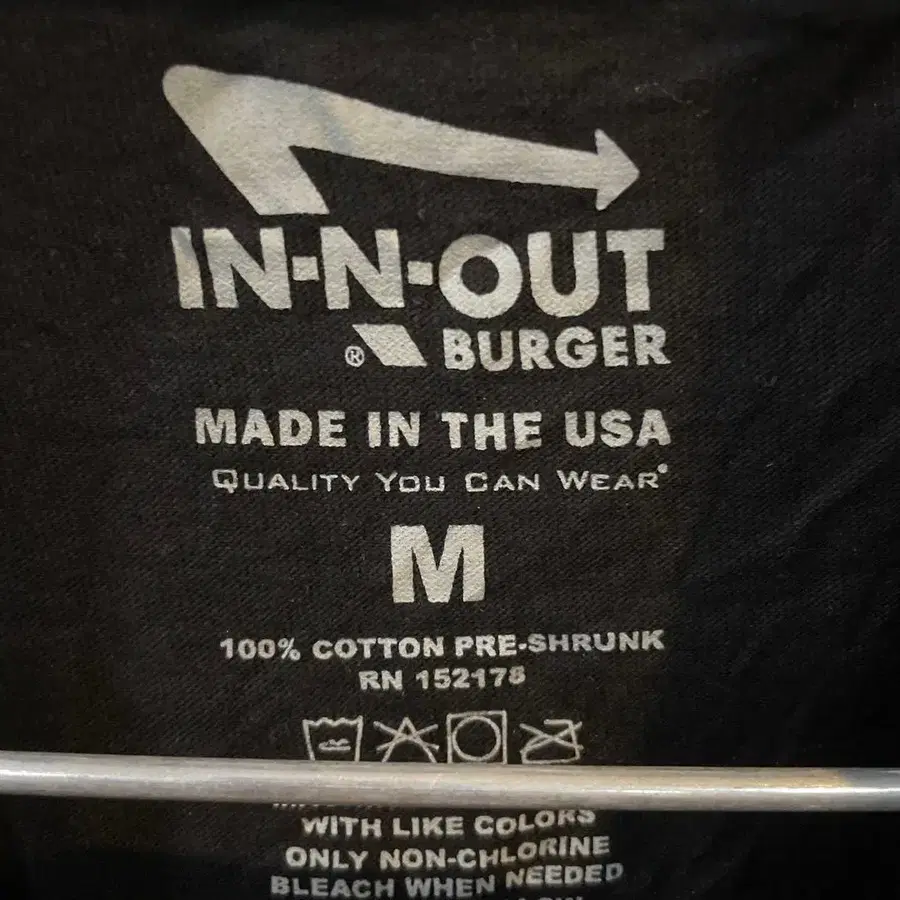 IN-N-OUT
® BURGER
MADE IN THE USA
QUALITY YOU CAN WEAR®
M
100% COTTON PRE-SHRUNK
RN 152178
WITH LIKE COLORS
ONLY NON-CHLORINE
BLEACH WHEN NEEDED